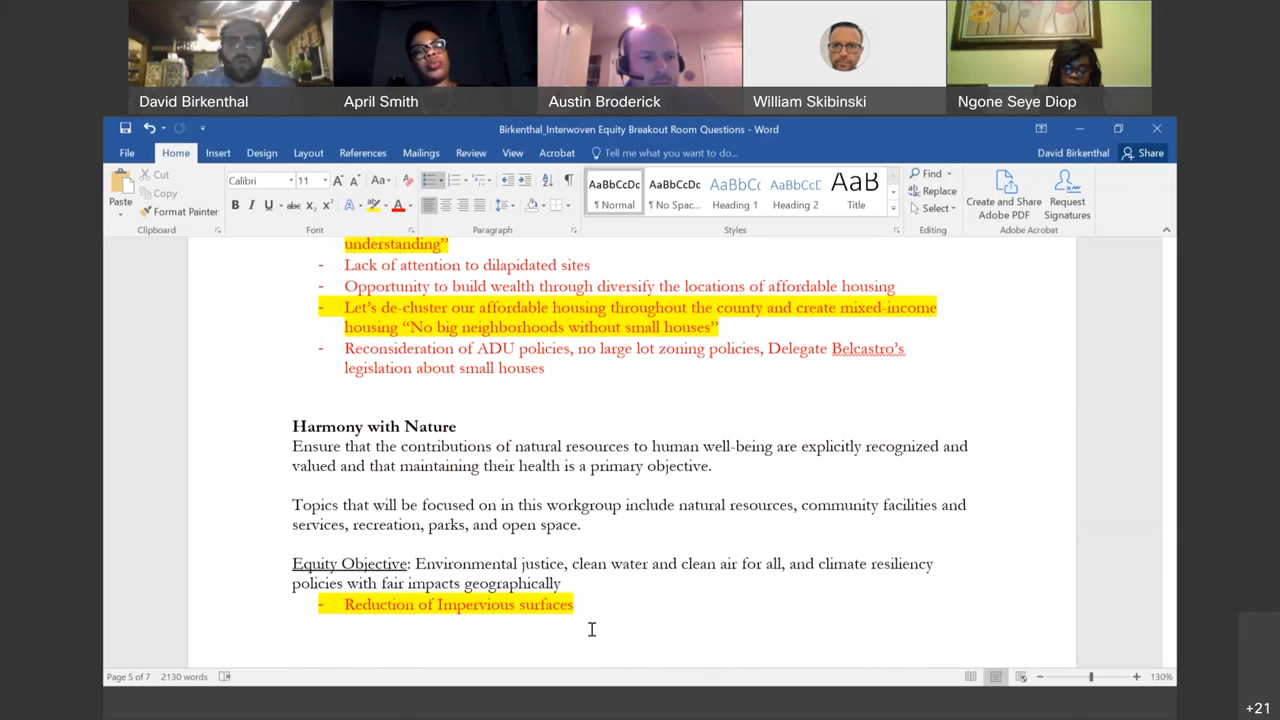 David Birkenthal
April Smith
Austin Broderick
William Skibinski
Ngone Seye Diop
Birkenthal_Interwoven Equity Breakout Room Questions - Word
David Birkenthal
Share
File Home Insert Design Layout References Mailings Review View Acrobat Tell me what you want to do...
Paste
Cut
Copy
Format Painter
Clipboard
Calibri 11
Aa
B I U abc X₂ X²
Font
Paragraph
AaBbCcDc
¶ Normal
AaBbCcDc
¶ No Spac...
AaBbCc
Heading 1
AaBbCcD
Heading 2
AaB
Title
Styles
Find
Replace
Select
Editing
Create and Share
Adobe PDF
Request
Signatures
Adobe Acrobat
understanding”
- Lack of attention to dilapidated sites
- Opportunity to build wealth through diversify the locations of affordable housing
- Let’s de-cluster our affordable housing throughout the county and create mixed-income
housing “No big neighborhoods without small houses”
- Reconsideration of ADU policies, no large lot zoning policies, Delegate Belcastro’s
legislation about small houses
Harmony with Nature
Ensure that the contributions of natural resources to human well-being are explicitly recognized and
valued and that maintaining their health is a primary objective.
Topics that will be focused on in this workgroup include natural resources, community facilities and
services, recreation, parks, and open space.
Equity Objective: Environmental justice, clean water and clean air for all, and climate resiliency
policies with fair impacts geographically
- Reduction of Impervious surfaces
Page 5 of 7 2130 words
130%
+21